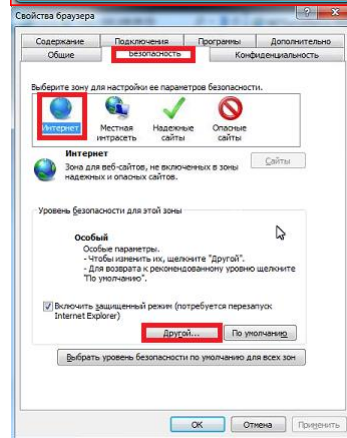 Свойства браузера
Содержание Подключения Программы Дополнительно
Общие Безопасность Конфиденциальность
Выберите зону для настройки ее параметров безопасности.
Интернет Местная интрасеть Надежные сайты Опасные сайты
Интернет
Зона для веб-сайтов, не включенных в зоны надежных и опасных сайтов.
Сайты
Уровень безопасности для этой зоны
Особый
Особые параметры.
- Чтобы изменить их, щелкните "Другой".
- Для возврата к рекомендованному уровню щелкните
"По умолчанию".
Включить защищенный режим (потребуется перезапуск
Internet Explorer)
Другой... По умолчанию
Выбрать уровень безопасности по умолчанию для всех зон
ОК Отмена Применить